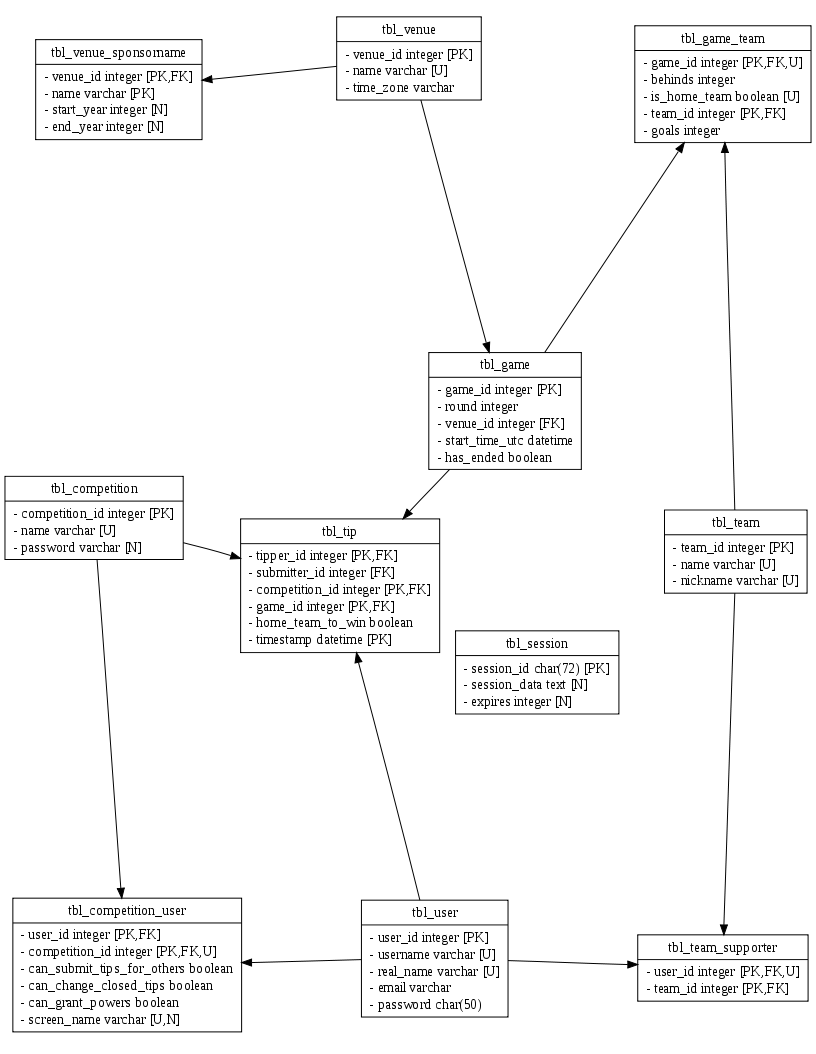 tbl_venue
- venue_id integer [PK]
- name varchar [U]
- time_zone varchar
tbl_venue_sponsorname
- venue_id integer [PK,FK]
- name varchar [PK]
- start_year integer [N]
- end_year integer [N]
tbl_game_team
- game_id integer [PK,FK,U]
- behinds integer
- is_home_team boolean [U]
- team_id integer [PK,FK]
- goals integer
tbl_game
- game_id integer [PK]
- round integer
- venue_id integer [FK]
- start_time_utc datetime
- has_ended boolean
tbl_competition
- competition_id integer [PK]
- name varchar [U]
- password varchar [N]
tbl_tip
- tipper_id integer [PK,FK]
- submitter_id integer [FK]
- competition_id integer [PK,FK]
- game_id integer [PK,FK]
- home_team_to_win boolean
- timestamp datetime [PK]
tbl_team
- team_id integer [PK]
- name varchar [U]
- nickname varchar [U]
tbl_session
- session_id char(72) [PK]
- session_data text [N]
- expires integer [N]
tbl_competition_user
- user_id integer [PK,FK]
- competition_id integer [PK,FK,U]
- can_submit_tips_for_others boolean
- can_change_closed_tips boolean
- can_grant_powers boolean
- screen_name varchar [U,N]
tbl_user
- user_id integer [PK]
- username varchar [U]
- real_name varchar [U]
- email varchar
- password char(50)
tbl_team_supporter
- user_id integer [PK,FK,U]
- team_id integer [PK,FK]